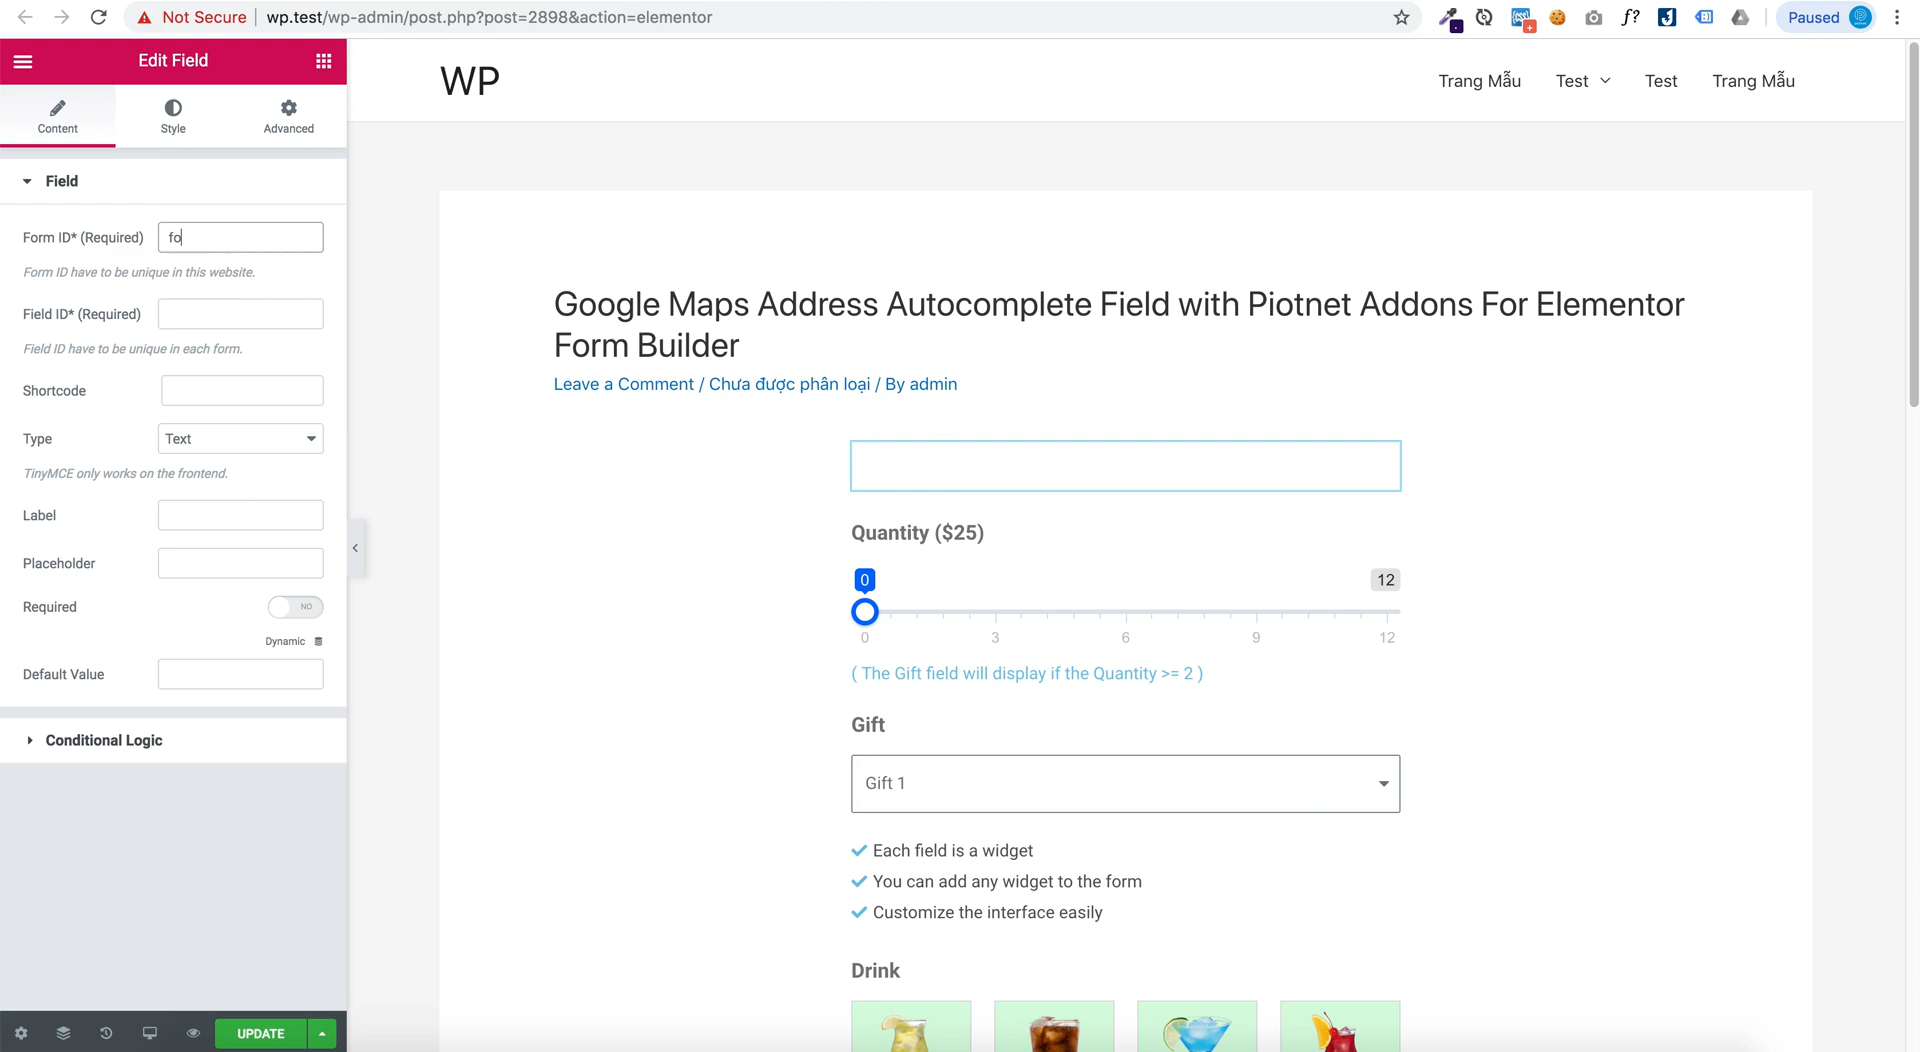 Not Secure
wp.test/wp-admin/post.php?post=2898&action=elementor
Paused
Edit Field
Content
Style
Advanced
Field
Form ID* (Required)
fo
Form ID have to be unique in this website.
Field ID* (Required)
Field ID have to be unique in each form.
Shortcode
Type
Text
TinyMCE only works on the frontend.
Label
Placeholder
Required
NO
Dynamic
Default Value
Conditional Logic
UPDATE
WP
Trang Mẫu
Test
Test
Trang Mẫu
Google Maps Address Autocomplete Field with Piotnet Addons For Elementor
Form Builder
Leave a Comment / Chưa được phân loại / By admin
Quantity ($25)
0
12
0
3
6
9
12
( The Gift field will display if the Quantity >= 2 )
Gift
Gift 1
Each field is a widget
You can add any widget to the form
Customize the interface easily
Drink